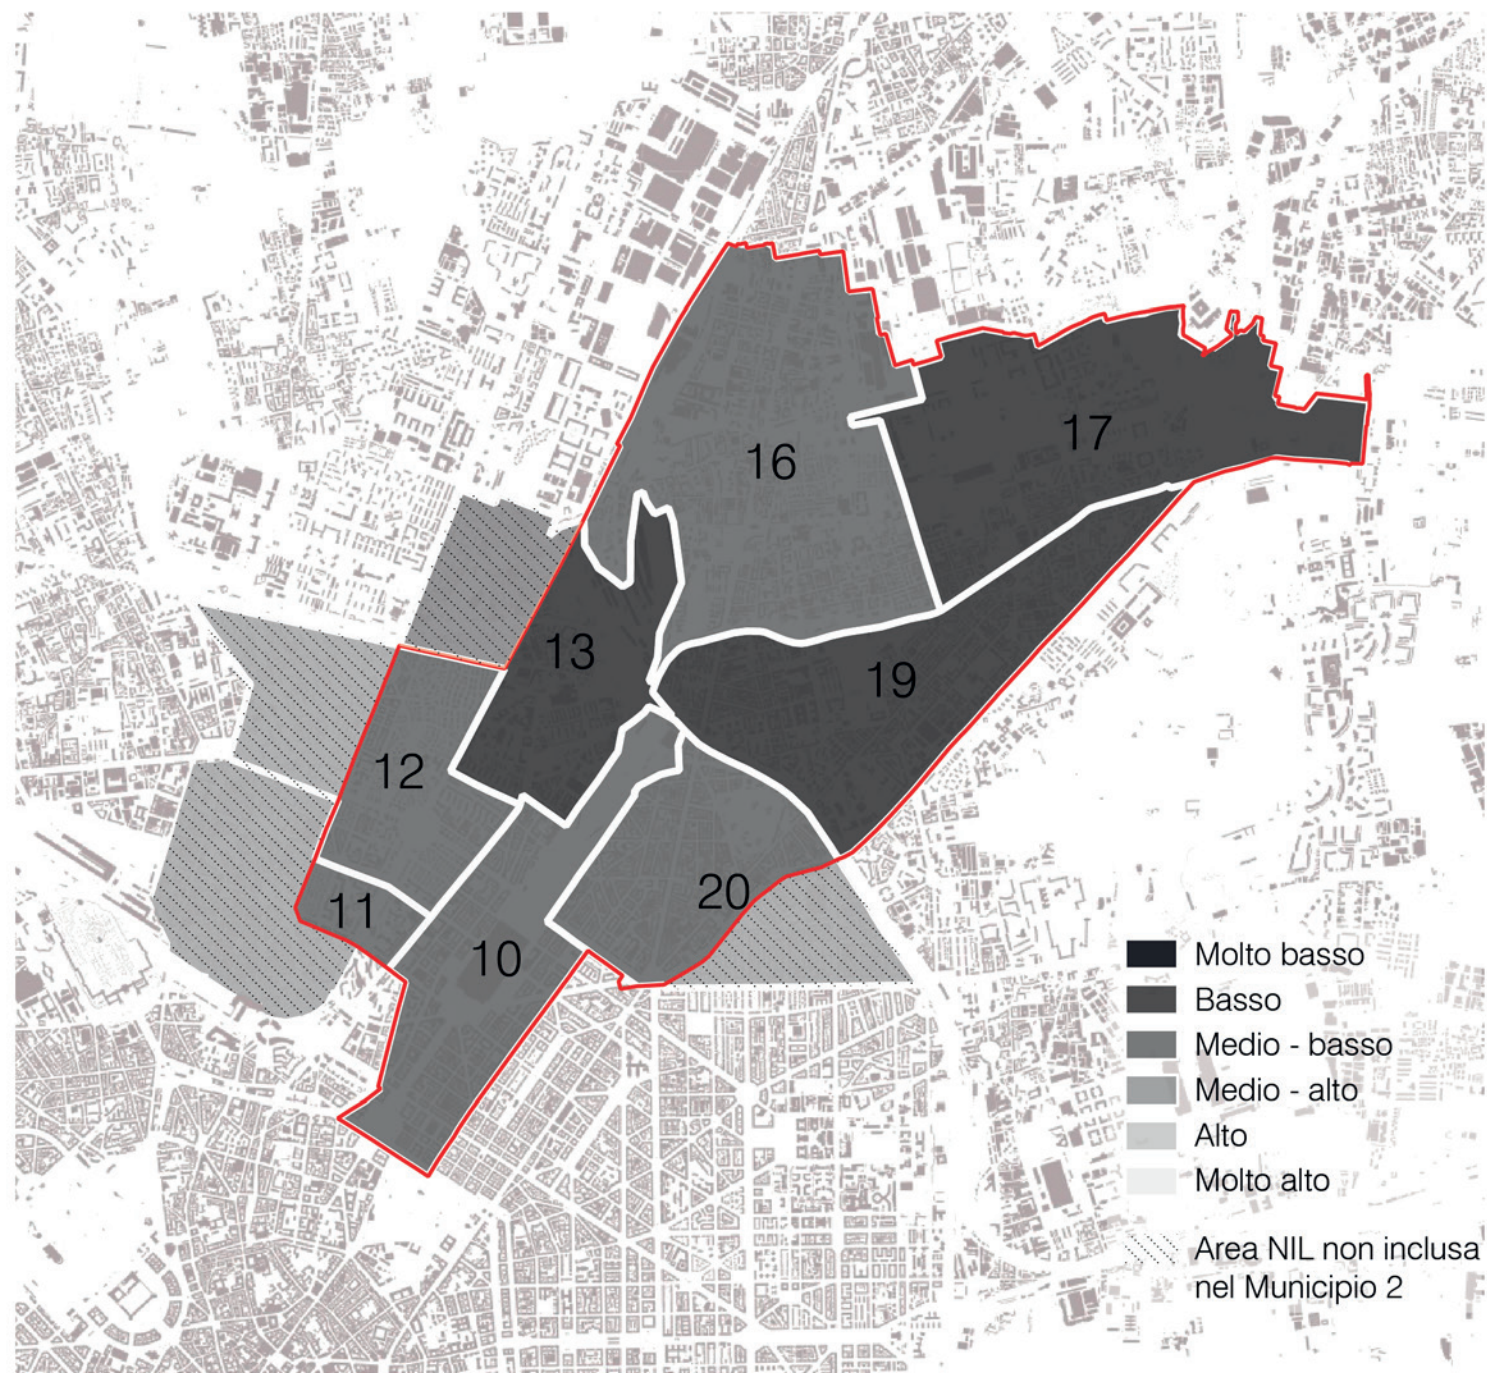 16
17
13
19
12
20
11
10
Molto basso
Basso
Medio - basso
Medio - alto
Alto
Molto alto
Area NIL non inclusa
nel Municipio 2